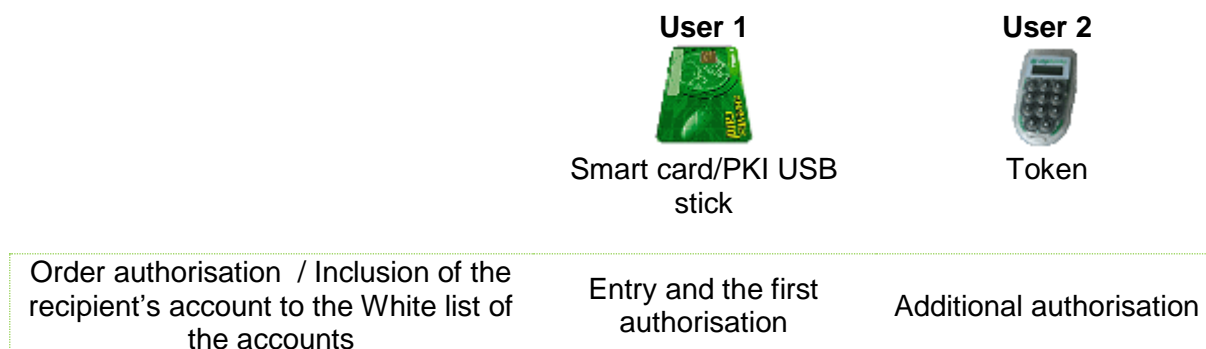 User 1
User 2
Smart card/PKI USB
stick
Token
Order authorisation / Inclusion of the
recipient's account to the White list of
the accounts
Entry and the first
authorisation
Additional authorisation